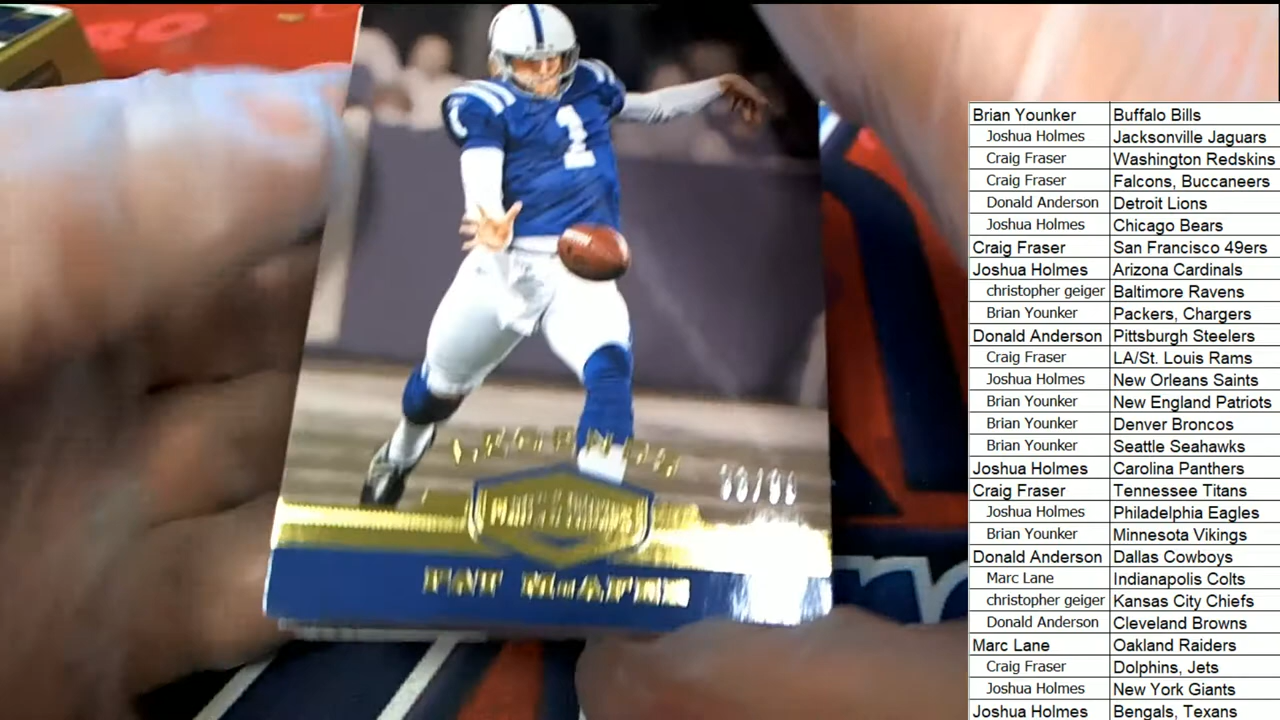 1
LEGENDS
PAT McAFEE
Brian Younker Buffalo Bills
Joshua Holmes Jacksonville Jaguars
Craig Fraser Washington Redskins
Craig Fraser Falcons, Buccaneers
Donald Anderson Detroit Lions
Joshua Holmes Chicago Bears
Craig Fraser San Francisco 49ers
Joshua Holmes Arizona Cardinals
christopher geiger Baltimore Ravens
Brian Younker Packers, Chargers
Donald Anderson Pittsburgh Steelers
Craig Fraser LA/St. Louis Rams
Joshua Holmes New Orleans Saints
Brian Younker New England Patriots
Brian Younker Denver Broncos
Brian Younker Seattle Seahawks
Joshua Holmes Carolina Panthers
Craig Fraser Tennessee Titans
Joshua Holmes Philadelphia Eagles
Brian Younker Minnesota Vikings
Donald Anderson Dallas Cowboys
Marc Lane Indianapolis Colts
christopher geiger Kansas City Chiefs
Donald Anderson Cleveland Browns
Marc Lane Oakland Raiders
Craig Fraser Dolphins, Jets
Joshua Holmes New York Giants
Joshua Holmes Bengals, Texans